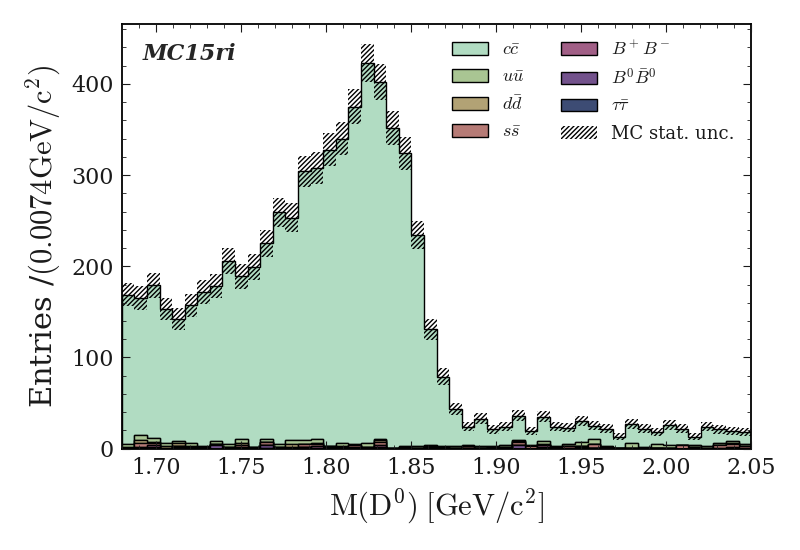 MC15ri
cc̄
uū
dd̄
ss̄
B⁺B⁻
B⁰B̄⁰
ττ̄
MC stat. unc.
Entries /(0.0074GeV/c²)
400
300
200
100
0
1.70 1.75 1.80 1.85 1.90 1.95 2.00 2.05
M(D⁰) [GeV/c²]